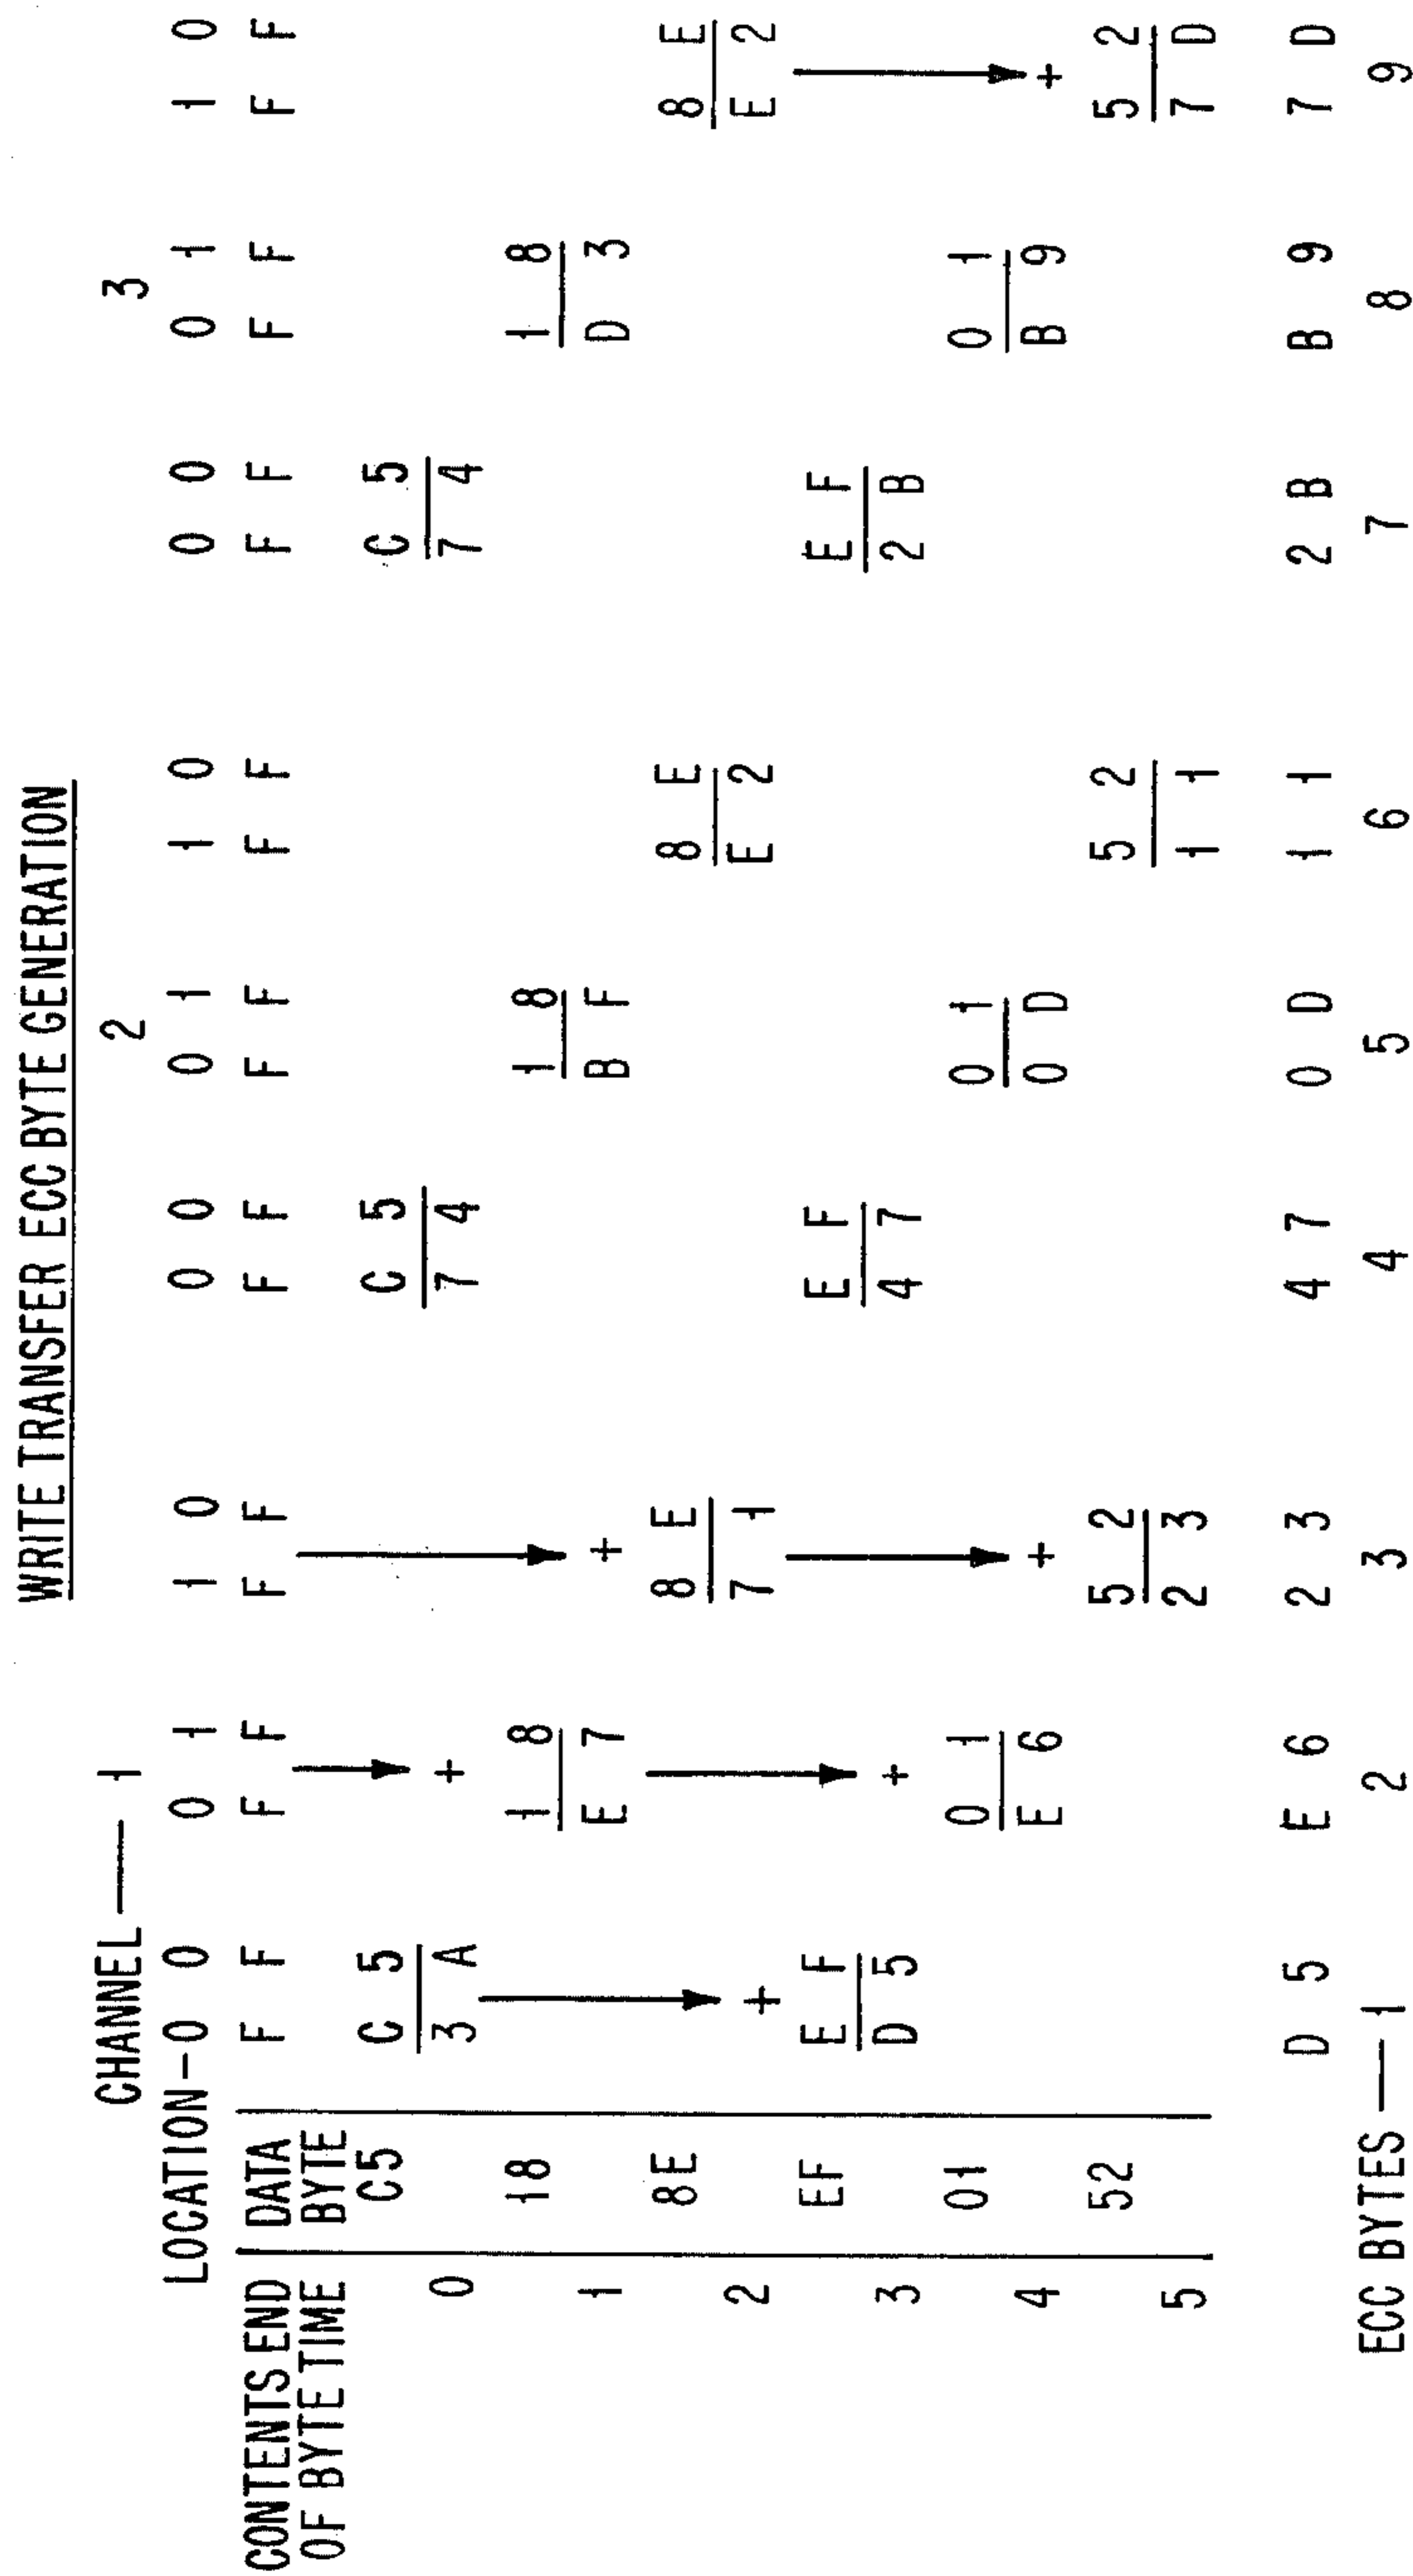 WRITE TRANSFER ECC BYTE GENERATION
CHANNEL — 1 2 3
LOCATION-0 0 0 1 1 0 0 0 0 1 1 0 0 0 0 1 1 0
CONTENTS END DATA F F F F F F F F F F F F F F F F F F
OF BYTE TIME BYTE
C5 C 5 C 5 C 5
0 3 A + 7 4 7 4
18 1 8 1 8 1 8
1 E 7 + B F D 3
8E 8 E 8 E 8 E
2 + 7 1 E 2 E 2
EF E F E F E F
3 D 5 + 4 7 2 B
01 0 1 0 1 0 1
4 E 6 + 0 D B 9 +
52 5 2 5 2 5 2
5 2 3 1 1 7 D
D 5 E 6 2 3 4 7 0 D 1 1 2 B B 9 7 D
ECC BYTES — 1 2 3 4 5 6 7 8 9